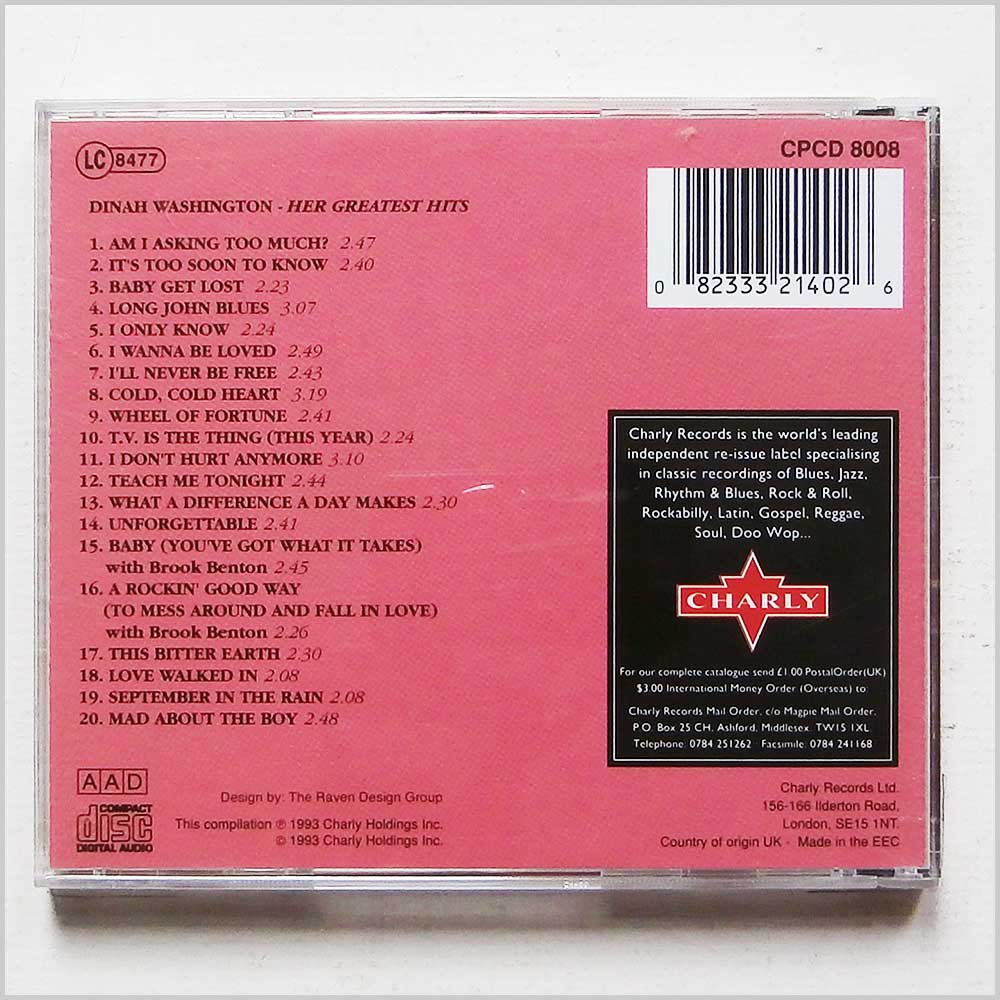 LC 8477
CPCD 8008
0 82333 21402 6
DINAH WASHINGTON - HER GREATEST HITS
1. AM I ASKING TOO MUCH? 2.47
2. IT'S TOO SOON TO KNOW 2.40
3. BABY GET LOST 2.23
4. LONG JOHN BLUES 3.07
5. I ONLY KNOW 2.24
6. I WANNA BE LOVED 2.49
7. I'LL NEVER BE FREE 2.43
8. COLD, COLD HEART 3.19
9. WHEEL OF FORTUNE 2.41
10. T.V. IS THE THING (THIS YEAR) 2.24
11. I DON'T HURT ANYMORE 3.10
12. TEACH ME TONIGHT 2.44
13. WHAT A DIFFERENCE A DAY MAKES 2.30
14. UNFORGETTABLE 2.41
15. BABY (YOU'VE GOT WHAT IT TAKES)
with Brook Benton 2.45
16. A ROCKIN' GOOD WAY
(TO MESS AROUND AND FALL IN LOVE)
with Brook Benton 2.26
17. THIS BITTER EARTH 2.30
18. LOVE WALKED IN 2.08
19. SEPTEMBER IN THE RAIN 2.08
20. MAD ABOUT THE BOY 2.48
Charly Records is the world's leading
independent re-issue label specialising
in classic recordings of Blues, Jazz,
Rhythm & Blues, Rock & Roll,
Rockabilly, Latin, Gospel, Reggae,
Soul, Doo Wop...
CHARLY
For our complete catalogue send £1.00 PostalOrder(UK)
$3.00 International Money Order (Overseas) to:
Charly Records Mail Order, c/o Magpie Mail Order,
P.O. Box 25 CH, Ashford, Middlesex. TW15 1XL
Telephone: 0784 251262 Facsimile: 0784 241168
AAD
COMPACT
disc
DIGITAL AUDIO
Design by: The Raven Design Group
This compilation ℗ 1993 Charly Holdings Inc.
© 1993 Charly Holdings Inc.
Charly Records Ltd.
156-166 Ilderton Road,
London, SE15 1NT.
Country of origin UK - Made in the EEC